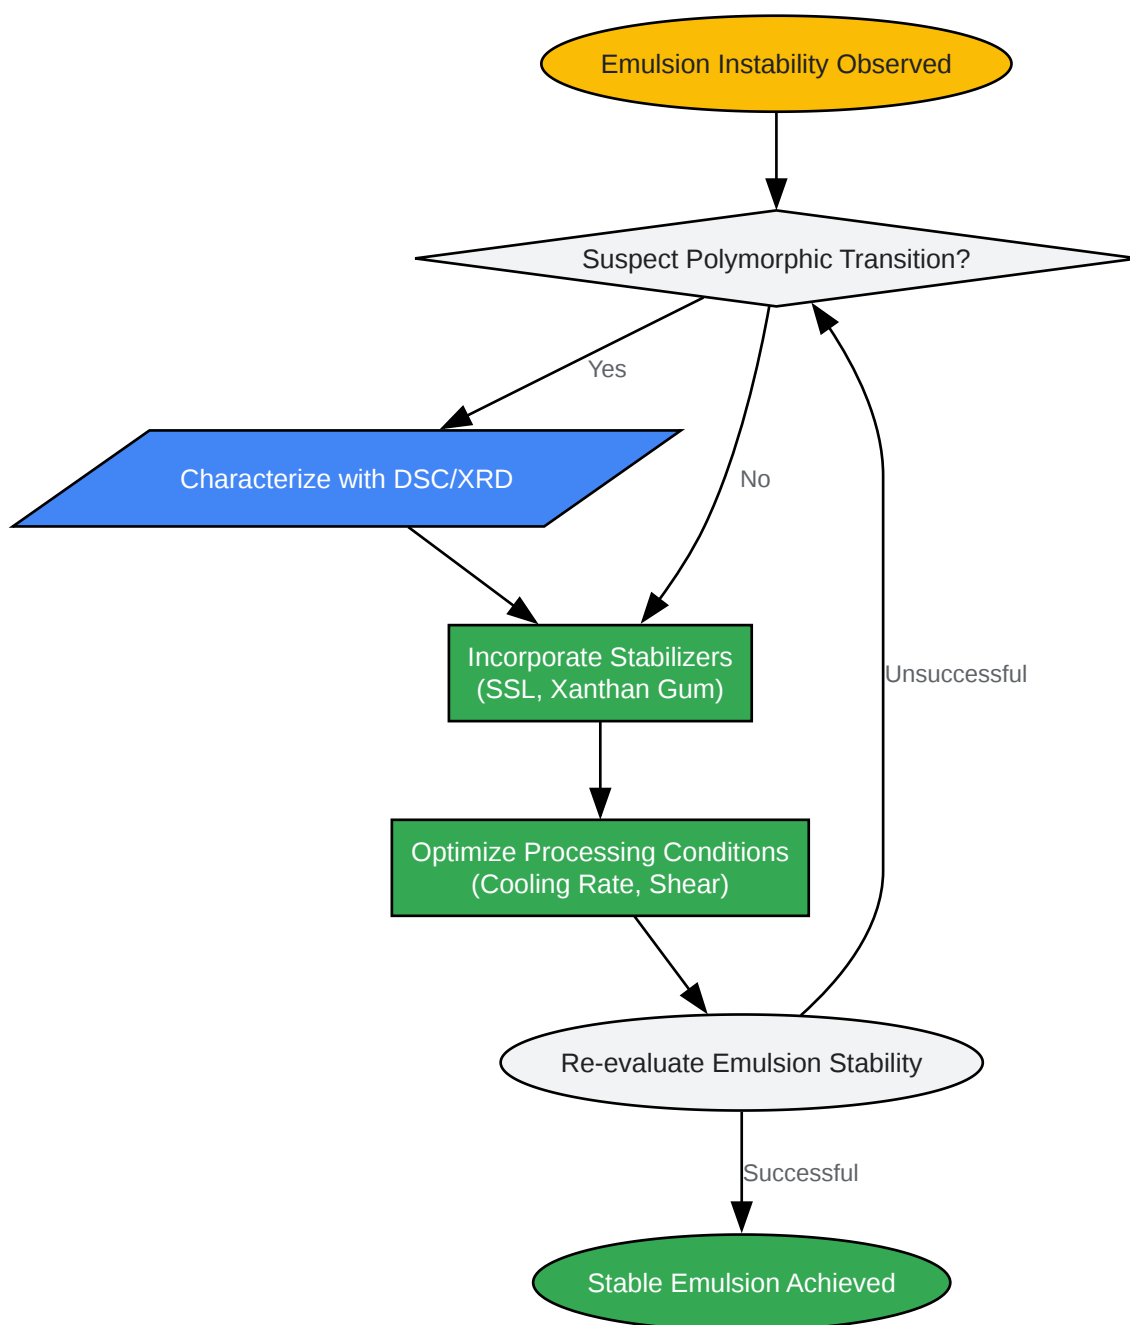 Emulsion Instability Observed
Suspect Polymorphic Transition?
Yes
Characterize with DSC/XRD
No
Incorporate Stabilizers
(SSL, Xanthan Gum)
Unsuccessful
Optimize Processing Conditions
(Cooling Rate, Shear)
Re-evaluate Emulsion Stability
Successful
Stable Emulsion Achieved